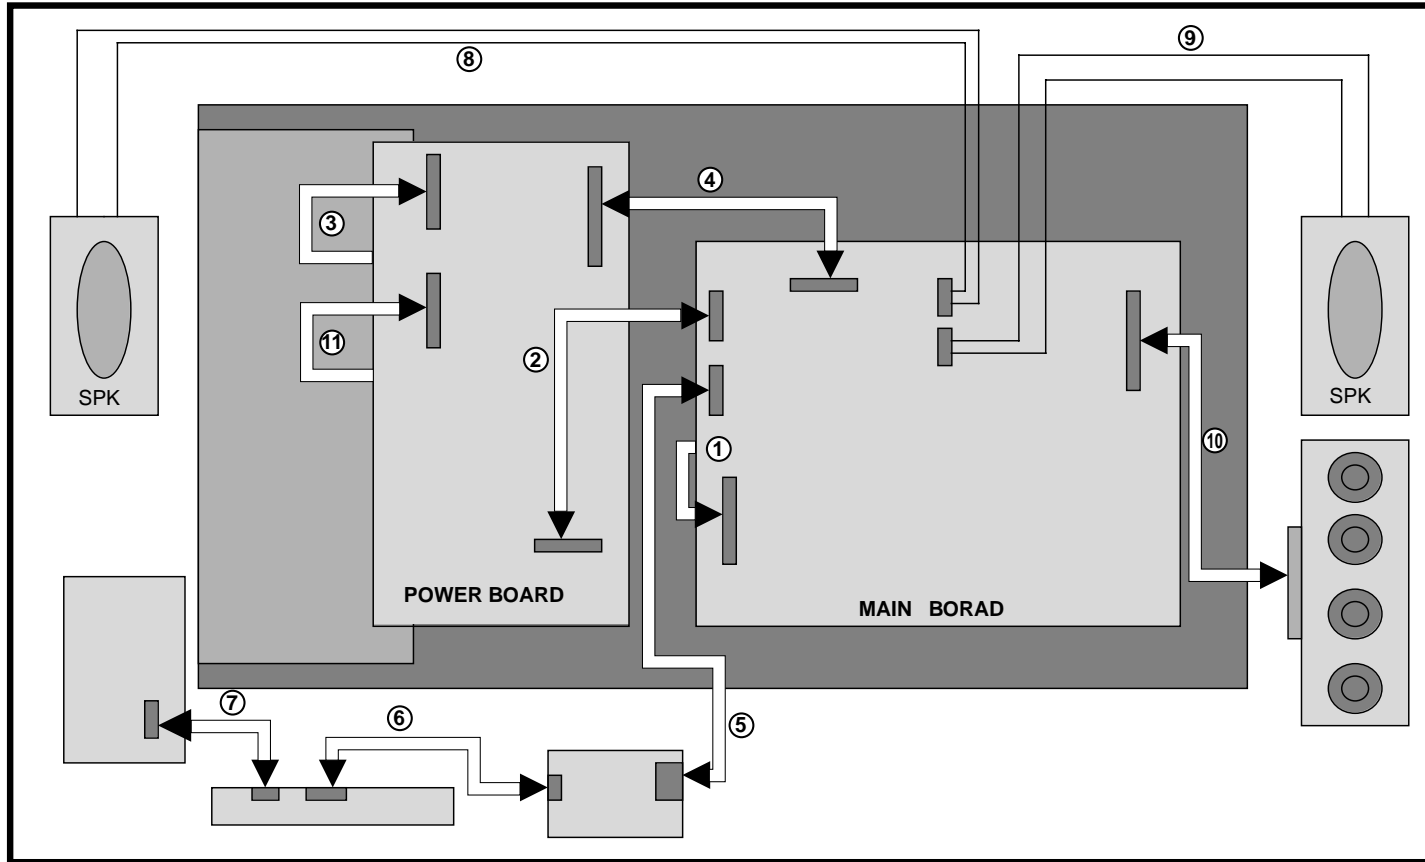 ⑧
⑨
④
③
SPK
SPK
⑪
②
①
⑩
POWER BOARD
MAIN BORAD
⑦
⑥
⑤